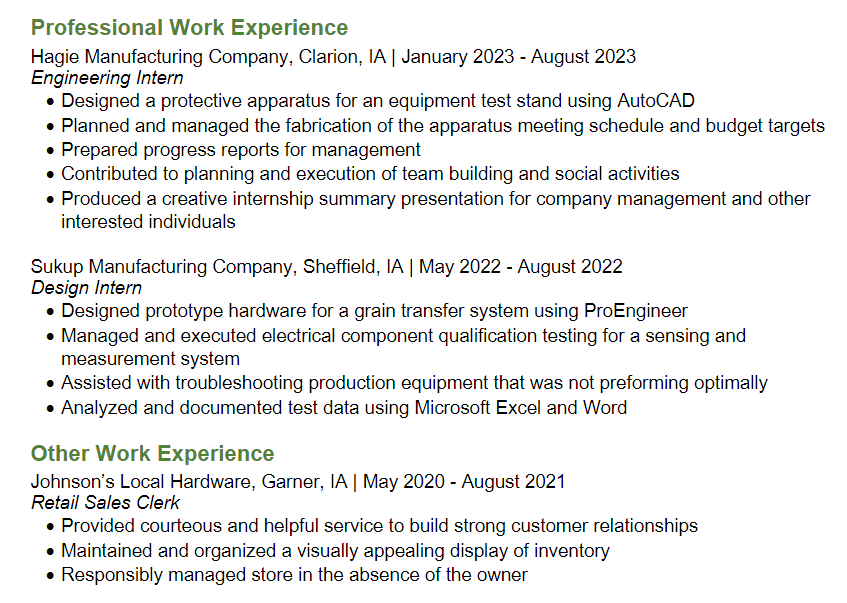 Professional Work Experience
Hagie Manufacturing Company, Clarion, IA | January 2023 - August 2023
Engineering Intern
• Designed a protective apparatus for an equipment test stand using AutoCAD
• Planned and managed the fabrication of the apparatus meeting schedule and budget targets
• Prepared progress reports for management
• Contributed to planning and execution of team building and social activities
• Produced a creative internship summary presentation for company management and other
interested individuals
Sukup Manufacturing Company, Sheffield, IA | May 2022 - August 2022
Design Intern
• Designed prototype hardware for a grain transfer system using ProEngineer
• Managed and executed electrical component qualification testing for a sensing and
measurement system
• Assisted with troubleshooting production equipment that was not preforming optimally
• Analyzed and documented test data using Microsoft Excel and Word
Other Work Experience
Johnson’s Local Hardware, Garner, IA | May 2020 - August 2021
Retail Sales Clerk
• Provided courteous and helpful service to build strong customer relationships
• Maintained and organized a visually appealing display of inventory
• Responsibly managed store in the absence of the owner